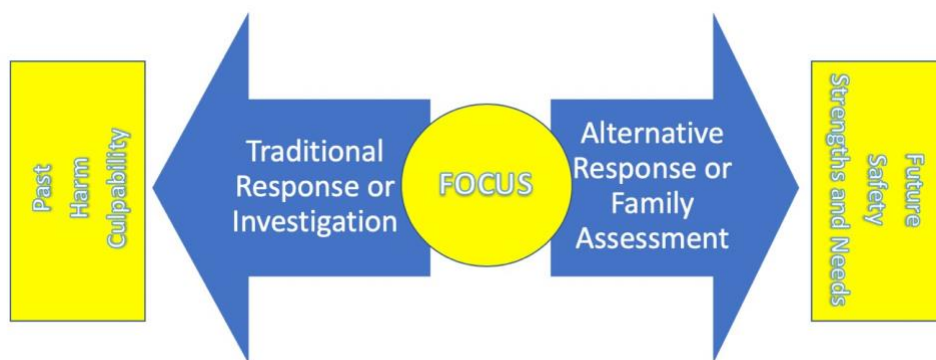 Past
Harm
Culpability
Traditional
Response or
Investigation
FOCUS
Alternative
Response or
Family
Assessment
Future
Safety
Strengths and Needs